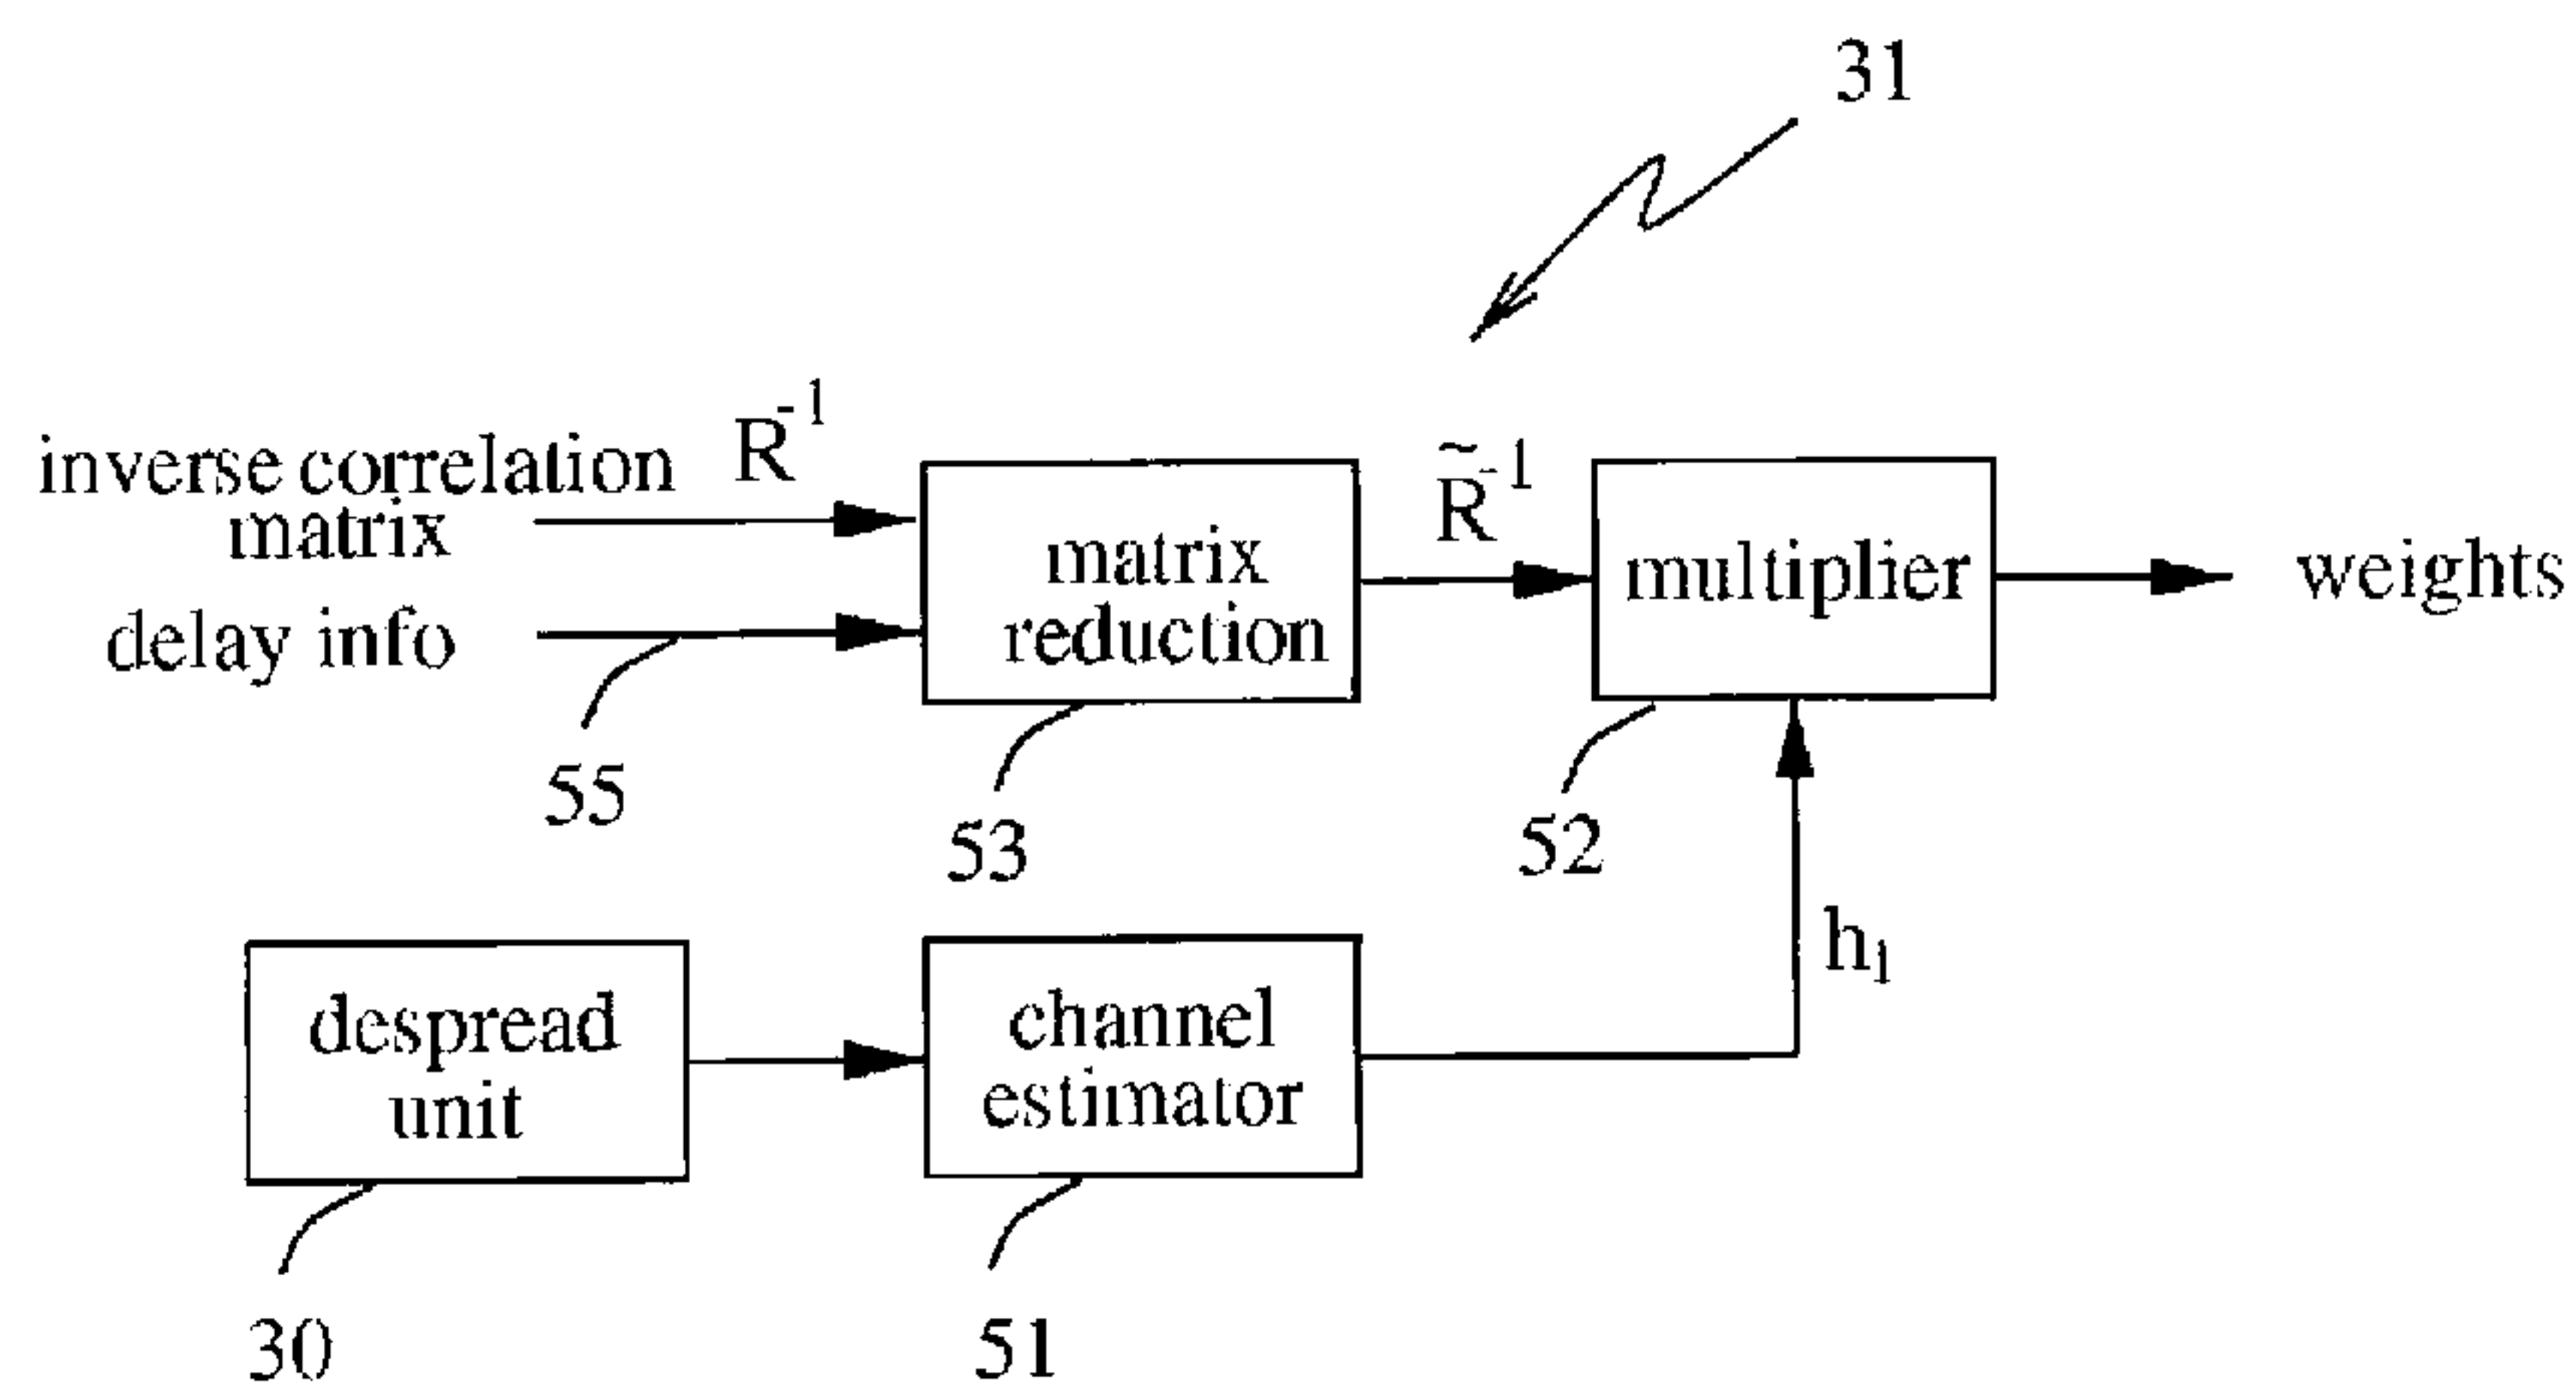 31
inverse correlation
matrix
R⁻¹
delay info
55
matrix
reduction
53
R̃⁻¹
multiplier
52
weights
h₁
despread
unit
30
channel
estimator
51